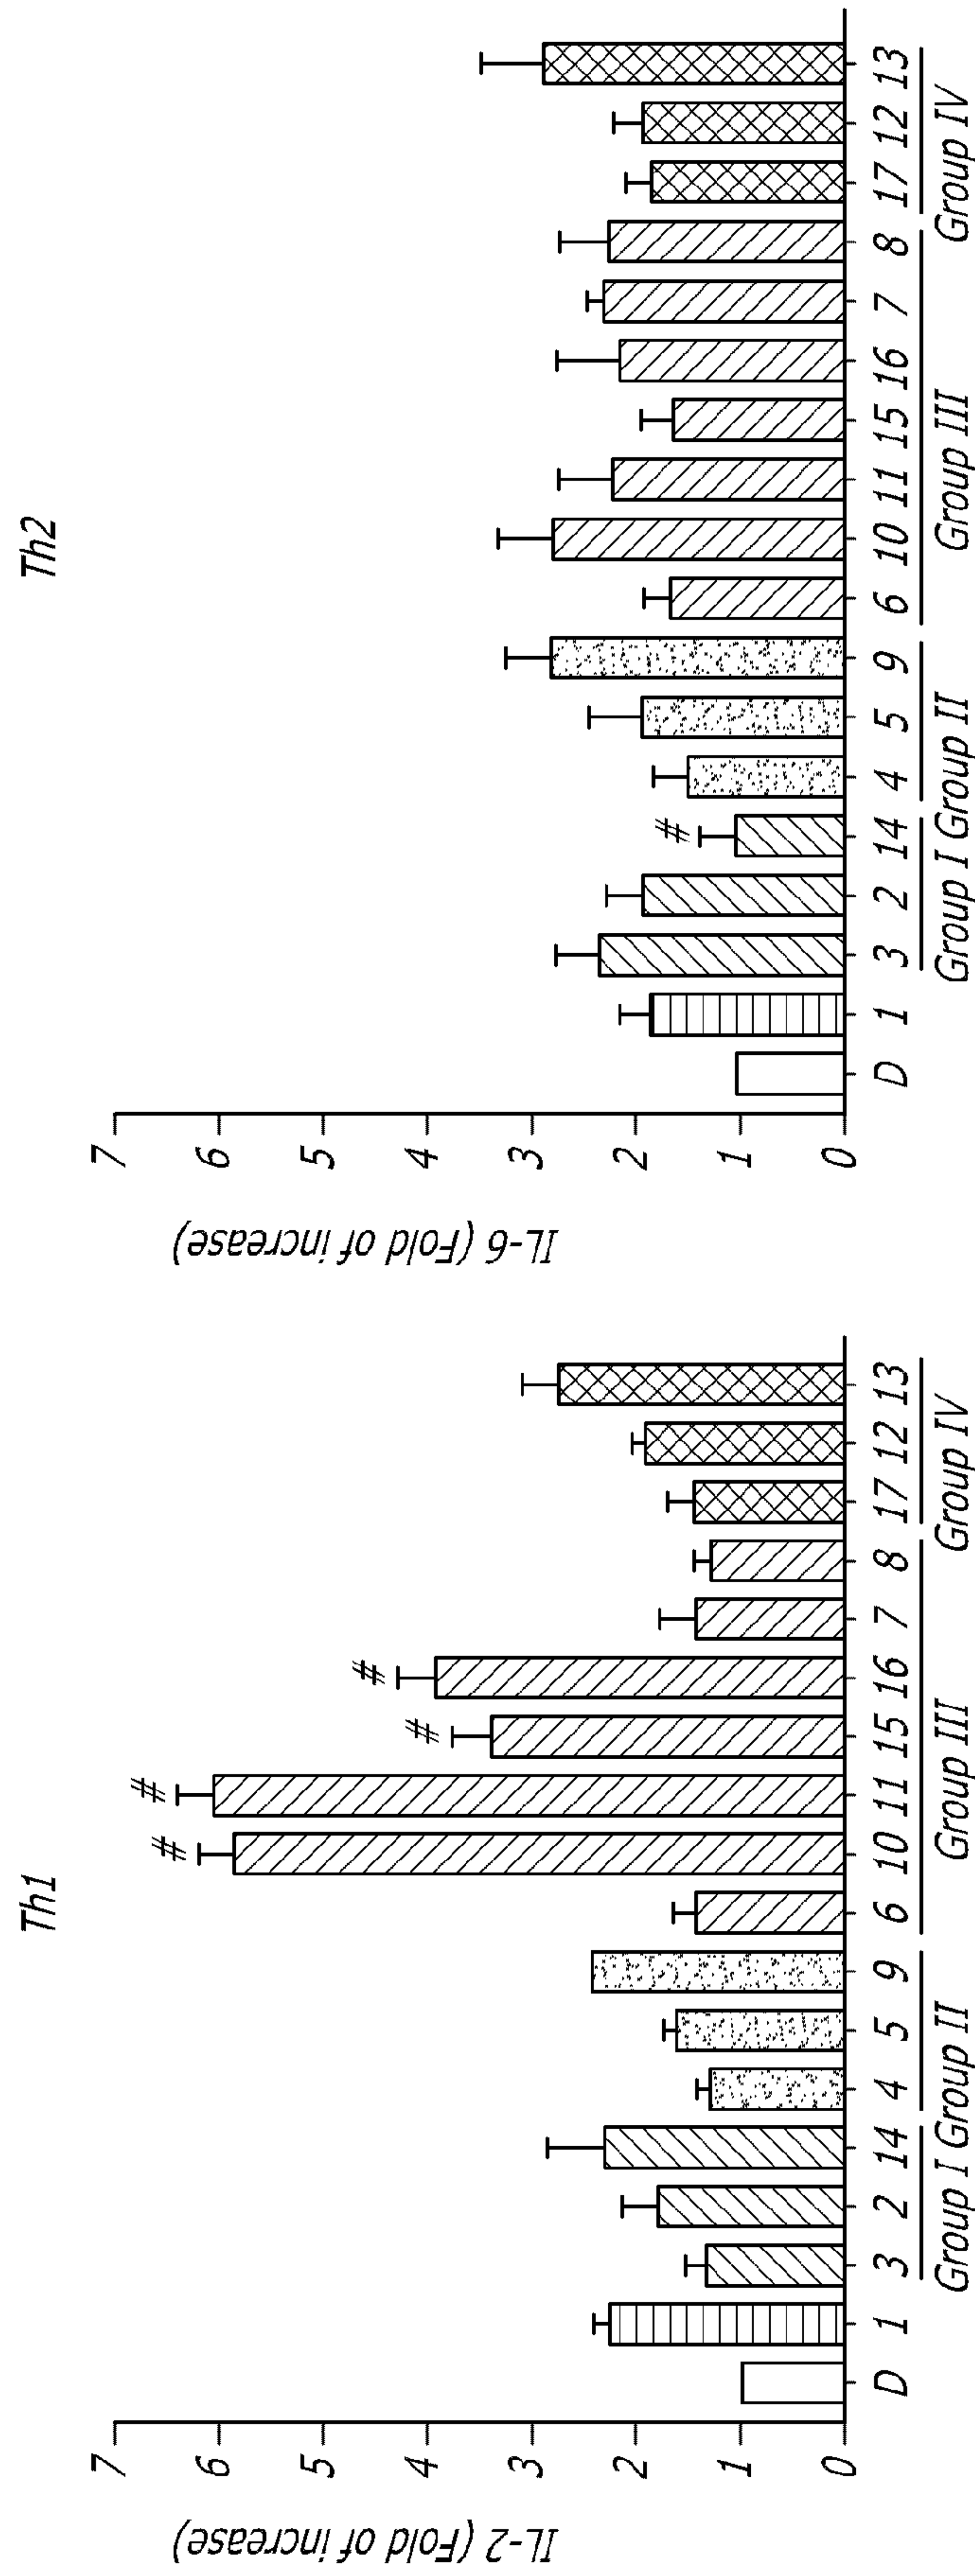 Th1
IL-2 (Fold of increase)
7
6
5
4
3
2
1
0
#
#
#
#
D 1 3 2 14 4 5 9 6 10 11 15 16 7 8 17 12 13
Group I Group II Group III Group IV
Th2
IL-6 (Fold of increase)
7
6
5
4
3
2
1
0
#
D 1 3 2 14 4 5 9 6 10 11 15 16 7 8 17 12 13
Group I Group II Group III Group IV